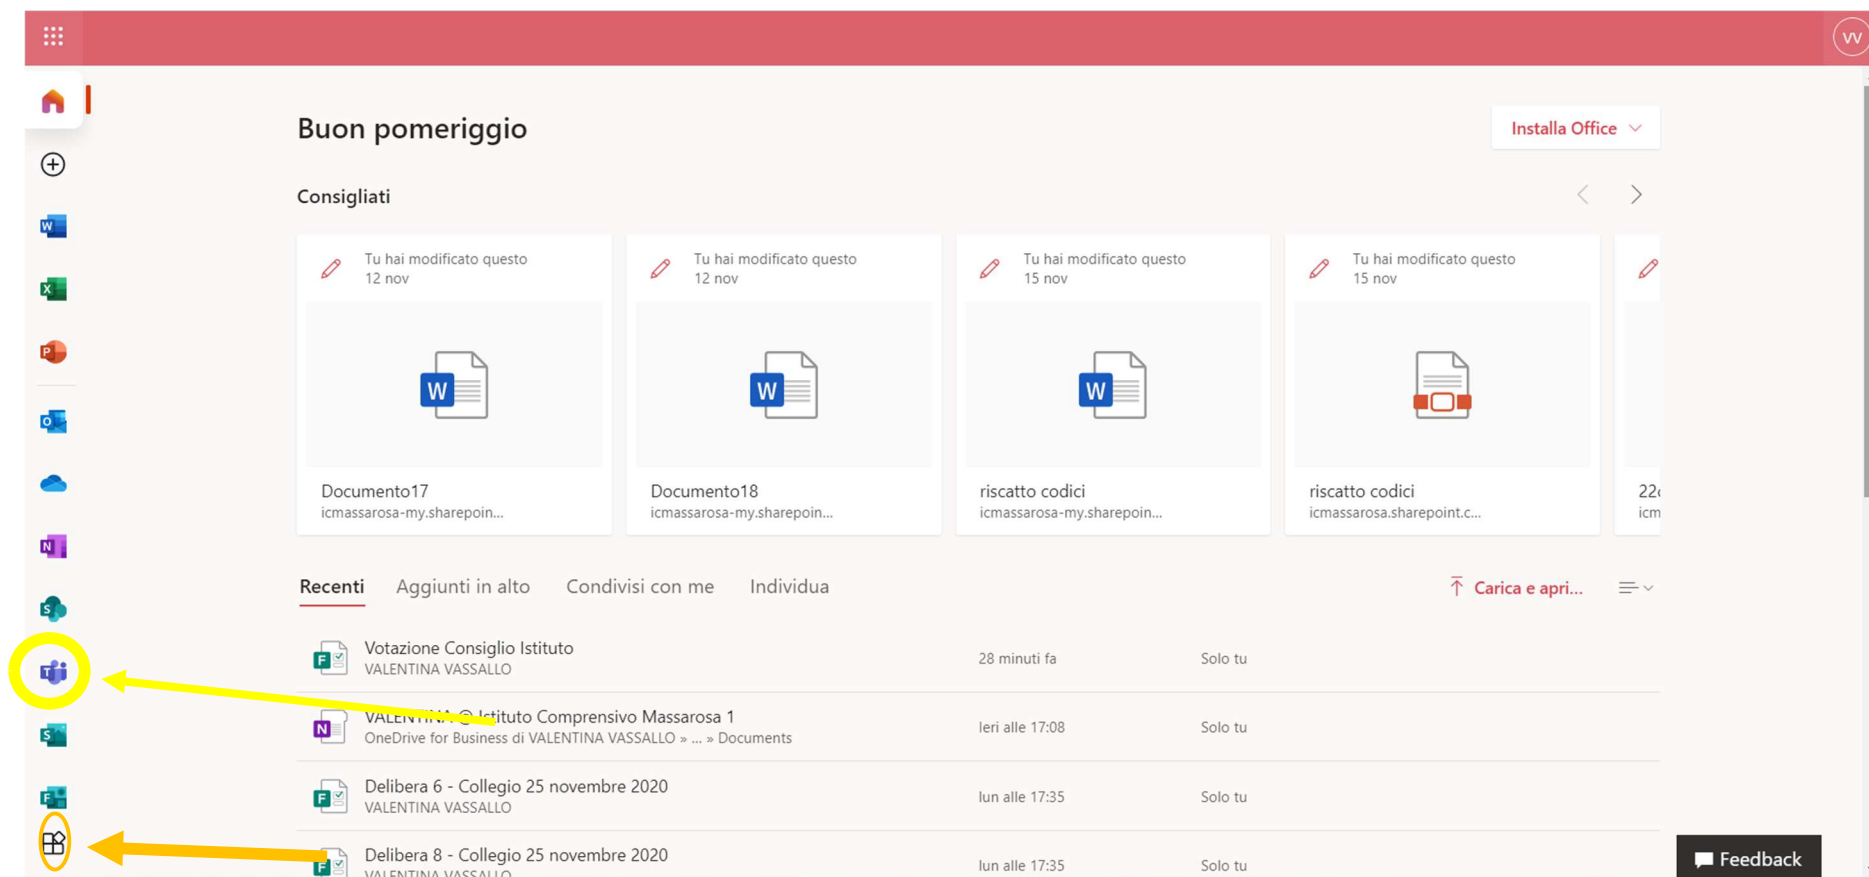 VV
Buon pomeriggio
Installa Office
Consigliati
Tu hai modificato questo
12 nov
Tu hai modificato questo
12 nov
Tu hai modificato questo
15 nov
Tu hai modificato questo
15 nov
W
W
W
Documento17
icmassarosa-my.sharepoin...
Documento18
icmassarosa-my.sharepoin...
riscatto codici
icmassarosa-my.sharepoin...
riscatto codici
icmassarosa.sharepoint.c...
icm
Recenti Aggiunti in alto Condivisi con me Individua
Carica e apri...
Votazione Consiglio Istituto
VALENTINA VASSALLO
28 minuti fa
Solo tu
VALENTINA @ Istituto Comprensivo Massarosa 1
OneDrive for Business di VALENTINA VASSALLO » ... » Documents
Ieri alle 17:08
Solo tu
Delibera 6 - Collegio 25 novembre 2020
VALENTINA VASSALLO
lun alle 17:35
Solo tu
Delibera 8 - Collegio 25 novembre 2020
VALENTINA VASSALLO
lun alle 17:35
Solo tu
Feedback